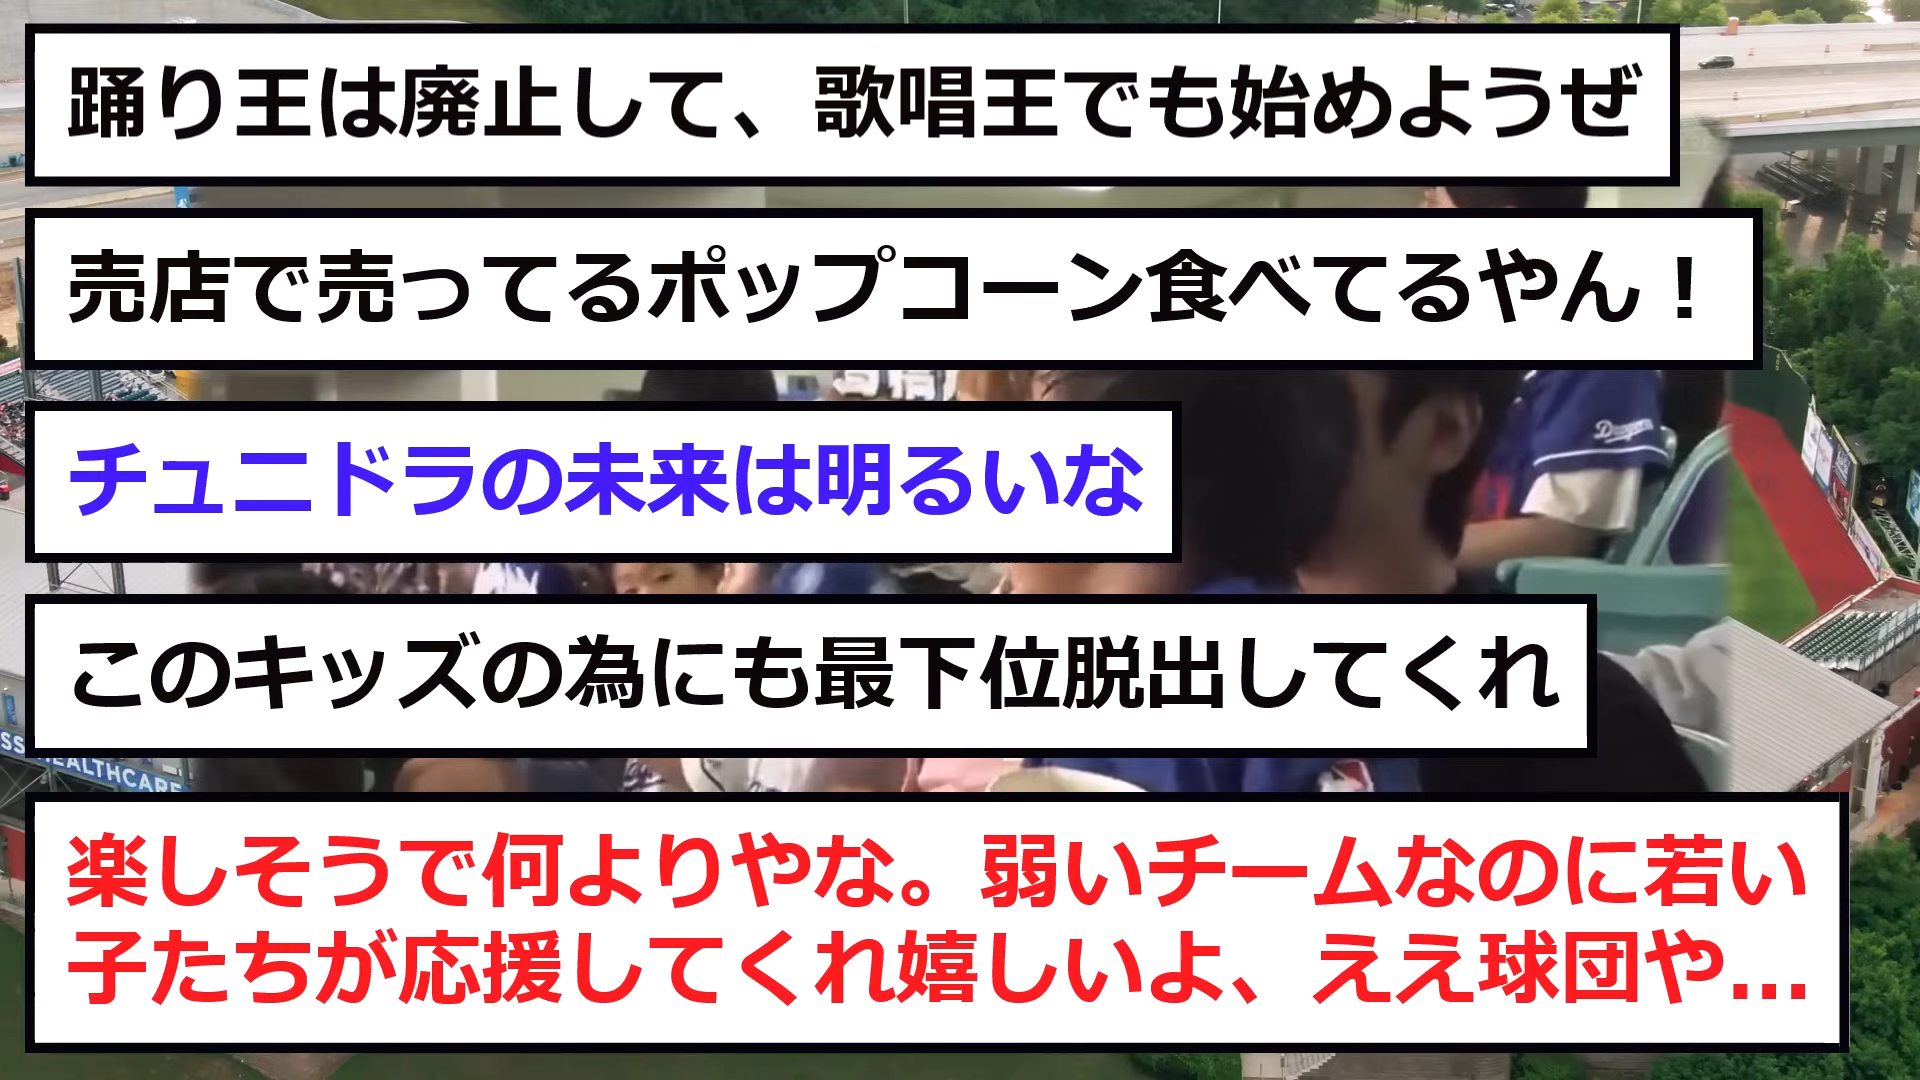 踊り王は廃止して、歌唱王でも始めようぜ
売店で売ってるポップコーン食べてるやん！
チュニドラの未来は明るいな
Dragons
このキッズの為にも最下位脱出してくれ
HEALTHCARE
楽しそうで何よりやな。弱いチームなのに若い
子たちが応援してくれ嬉しいよ、ええ球団や…